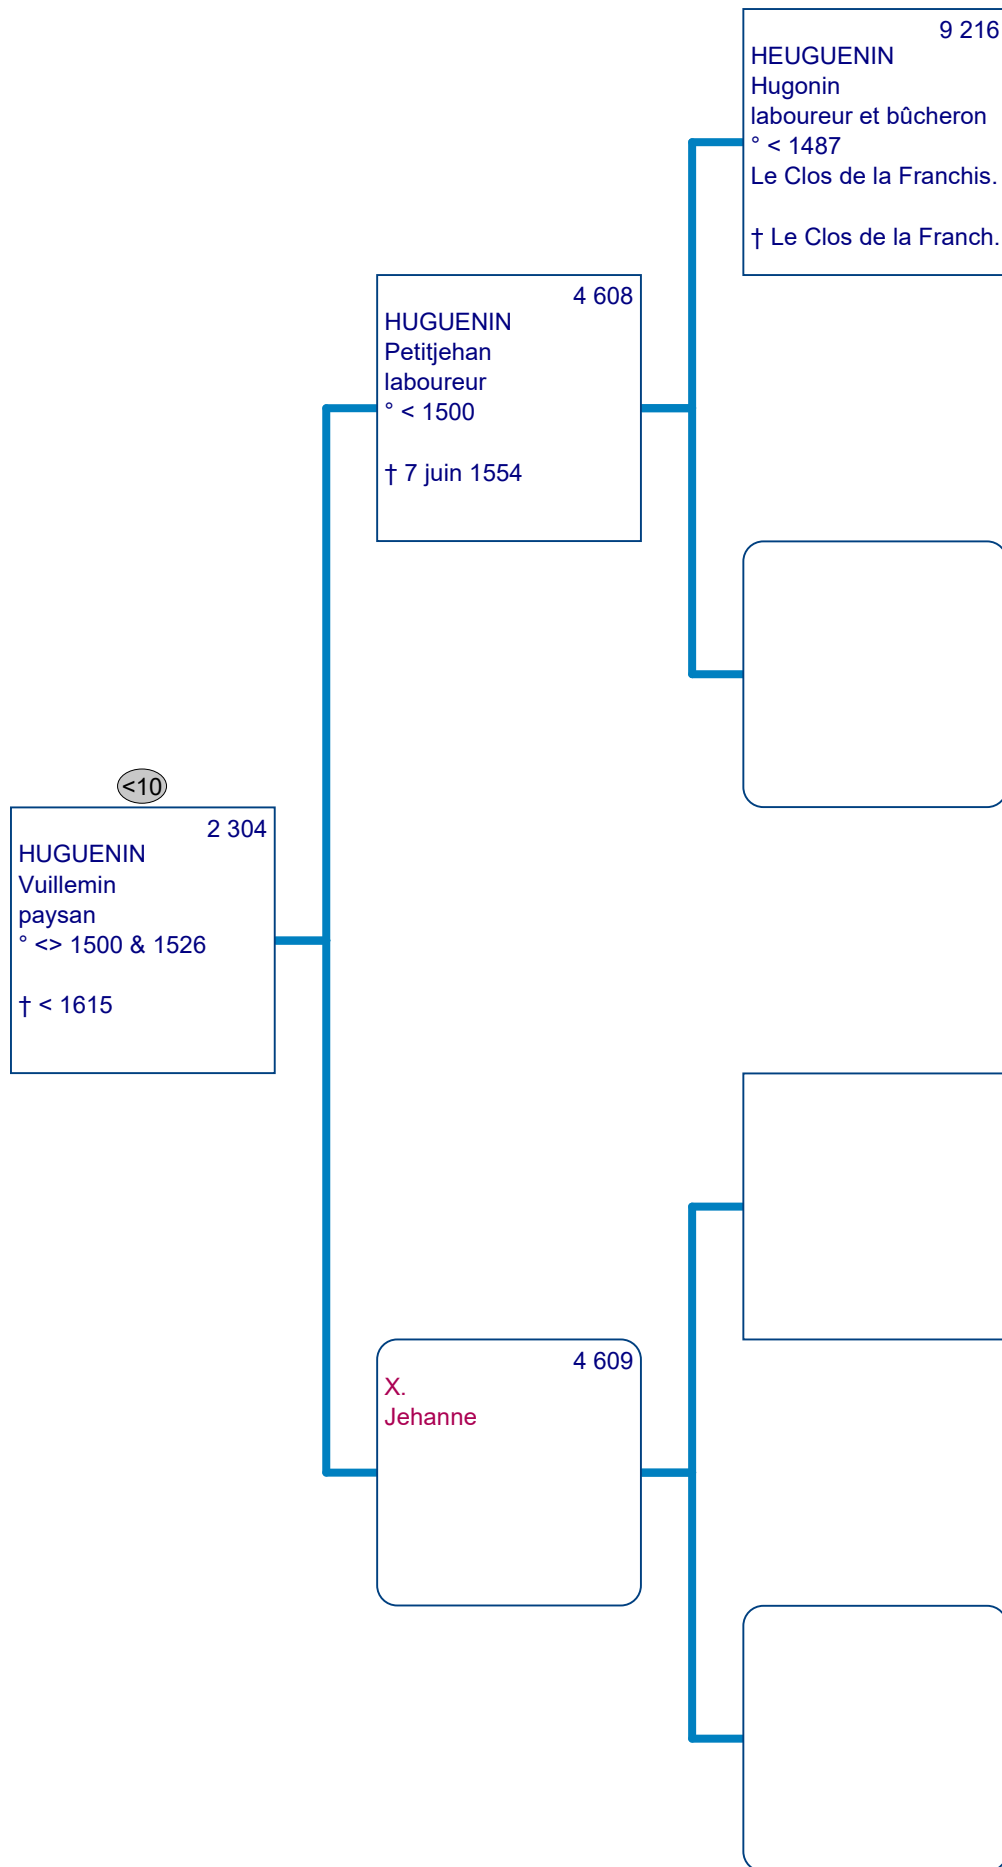 9 216
HEUGUENIN
Hugonin
laboureur et bûcheron
° < 1487
Le Clos de la Franchis.
† Le Clos de la Franch.
4 608
HUGUENIN
Petitjehan
laboureur
° < 1500
† 7 juin 1554
<10
2 304
HUGUENIN
Vuillemin
paysan
° <> 1500 & 1526
† < 1615
4 609
X.
Jehanne